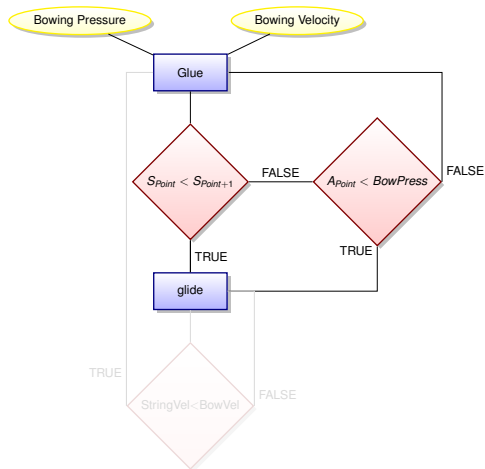 Bowing Pressure
Bowing Velocity
Glue
S_Point < S_Point+1
FALSE
A_Point < BowPress
FALSE
TRUE
TRUE
glide
TRUE
StringVel<BowVel
FALSE